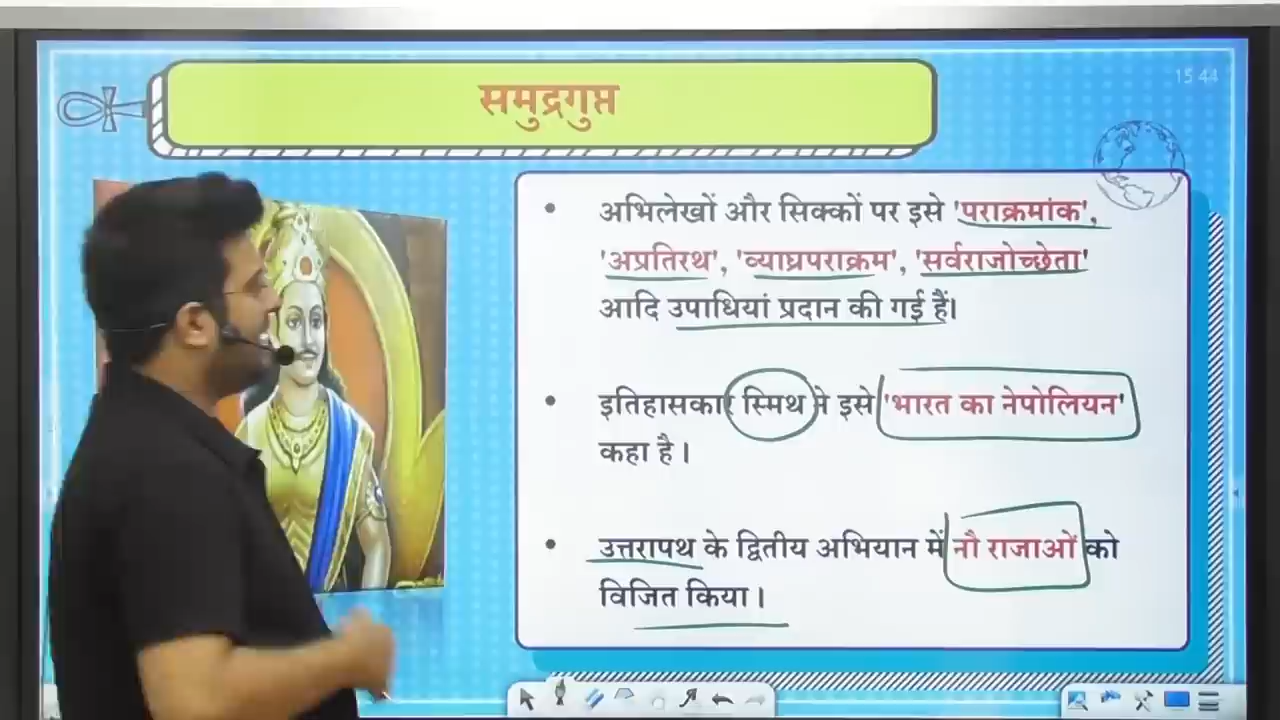 समुद्रगुप्त
15 44
अभिलेखों और सिक्कों पर इसे 'पराक्रमांक',
'अप्रतिरथ', 'व्याघ्रपराक्रम', 'सर्वराजोच्छेता'
आदि उपाधियां प्रदान की गई हैं।
इतिहासकार स्मिथ ने इसे 'भारत का नेपोलियन'
कहा है।
उत्तरापथ के द्वितीय अभियान में नौ राजाओं को
विजित किया।